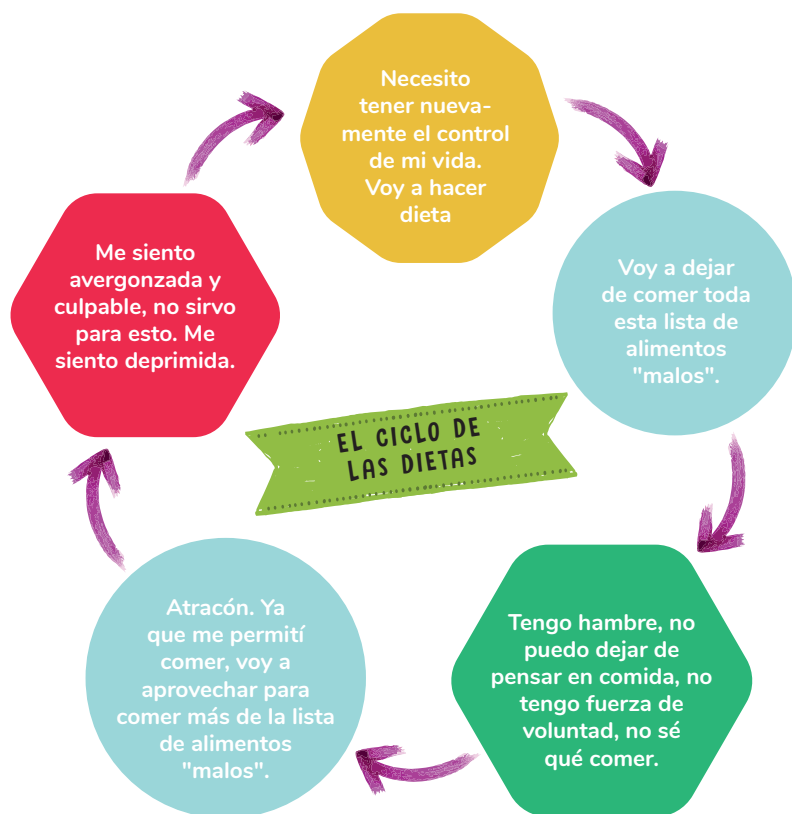 Necesito
tener nueva-
mente el control
de mi vida.
Voy a hacer
dieta
Voy a dejar
de comer toda
esta lista de
alimentos
"malos".
Tengo hambre, no
puedo dejar de
pensar en comida, no
tengo fuerza de
voluntad, no sé
qué comer.
Atracón. Ya
que me permití
comer, voy a
aprovechar para
comer más de la lista
de alimentos
"malos".
Me siento
avergonzada y
culpable, no sirvo
para esto. Me
siento deprimida.
EL CICLO DE
LAS DIETAS